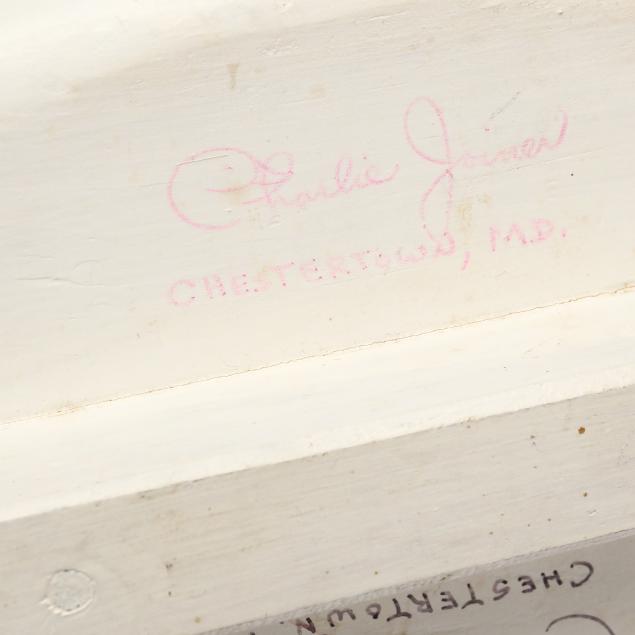 Charlie Joiner
CHESTERTOWN, MD.
CHESTERTOWN.